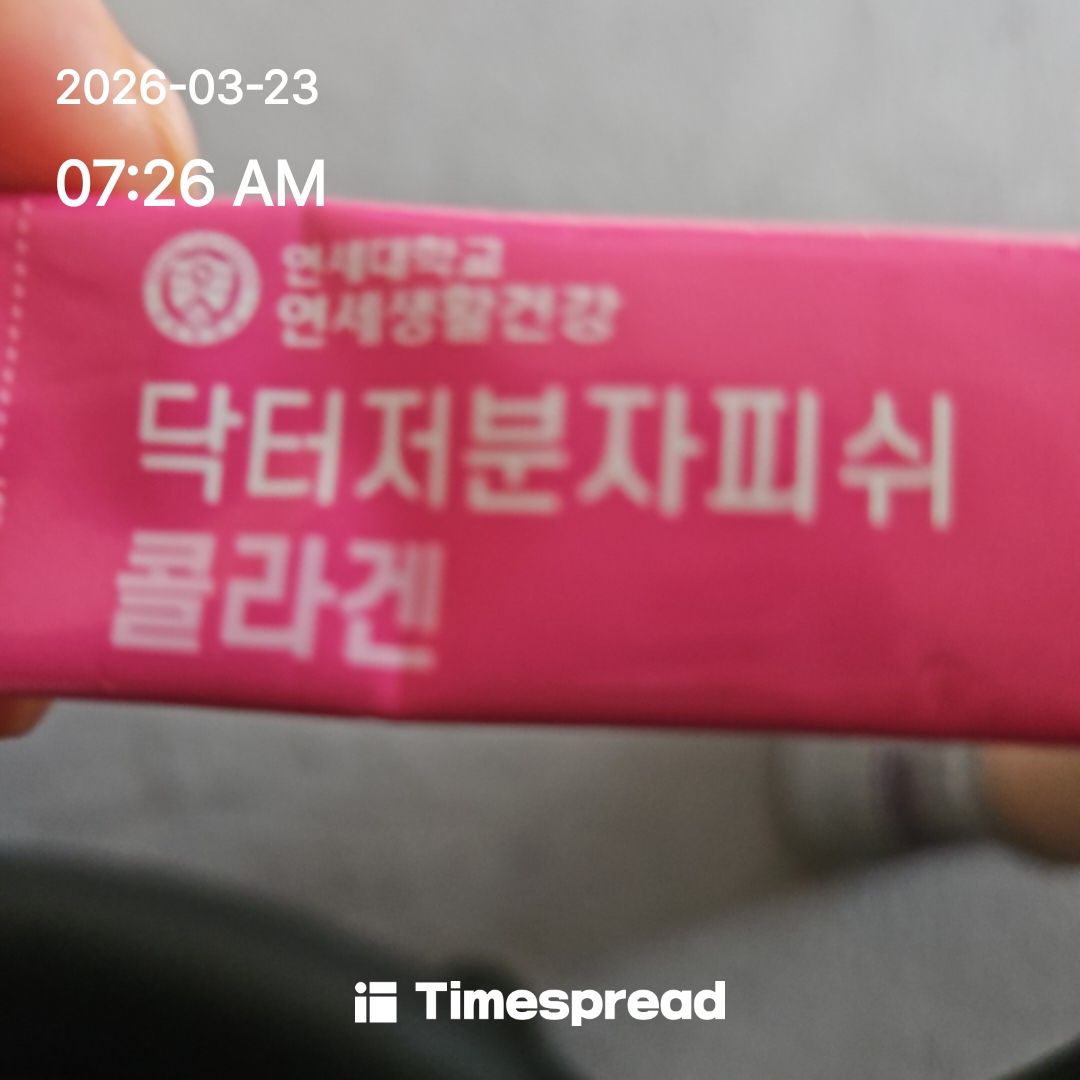 2026-03-23
07:26 AM
연세대학교
연세생활건강
닥터저분자피쉬
콜라겐
Timespread